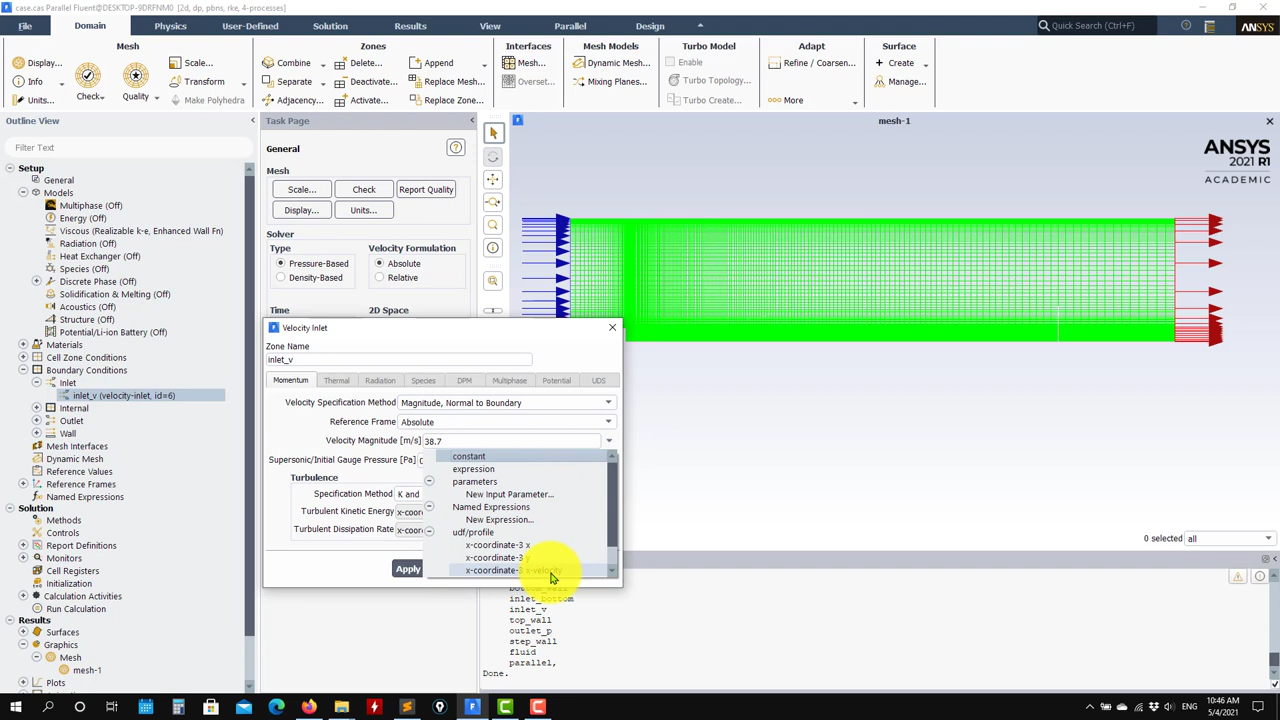 case.cas Parallel Fluent@DESKTOP-9DRFNM0 [2d, dp, pbns, rke, 4-processes]
File Domain Physics User-Defined Solution Results View Parallel Design
Quick Search (Ctrl+F)
ANSYS
Mesh Zones Interfaces Mesh Models Turbo Model Adapt Surface
Display... Scale... Combine Delete... Append Mesh... Dynamic Mesh... Enable Refine / Coarsen... Create
Info Check Quality Transform Separate Deactivate... Replace Mesh... Overset... Mixing Planes... Turbo Topology... Manage...
Units... Make Polyhedra Adjacency... Activate... Replace Zone... Turbo Create... More
Outline View
Filter Text
Setup
General
Models
Multiphase (Off)
Energy (Off)
Viscous (Realizable k-e, Enhanced Wall Fn)
Radiation (Off)
Heat Exchanger (Off)
Species (Off)
Discrete Phase (Off)
Solidification & Melting (Off)
Acoustics (Off)
Structure (Off)
Potential/Li-ion Battery (Off)
Materials
Cell Zone Conditions
Boundary Conditions
Inlet
inlet_v (velocity-inlet, id=6)
Internal
Outlet
Wall
Mesh Interfaces
Dynamic Mesh
Reference Values
Reference Frames
Named Expressions
Solution
Methods
Controls
Report Definitions
Monitors
Cell Registers
Initialization
Calculation Activities
Run Calculation
Results
Surfaces
Graphics
Mesh
mesh-1
Plots
Task Page
General
Mesh
Scale... Check Report Quality
Display... Units...
Solver
Type Velocity Formulation
Pressure-Based Absolute
Density-Based Relative
Time 2D Space
Velocity Inlet
Zone Name
inlet_v
Momentum Thermal Radiation Species DPM Multiphase Potential UDS
Velocity Specification Method Magnitude, Normal to Boundary
Reference Frame Absolute
Velocity Magnitude [m/s] 38.7
Supersonic/Initial Gauge Pressure [Pa]
Turbulence
Specification Method K and
Turbulent Kinetic Energy x-coor
Turbulent Dissipation Rate x-coor
Apply
constant
expression
parameters
New Input Parameter...
Named Expressions
New Expression...
udf/profile
x-coordinate-3 x
x-coordinate-3 y
x-coordinate-3 x-velocity
mesh-1
ANSYS
2021 R1
ACADEMIC
0 selected all
bottom_wall
inlet_bottom
inlet_v
top_wall
outlet_p
step_wall
fluid
parallel,
Done.
10:46 AM
5/4/2021